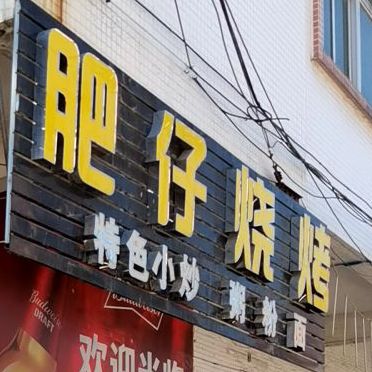 肥仔烧烤
特色小炒 粥粉面
Budweiser
DRAFT
欢迎光临